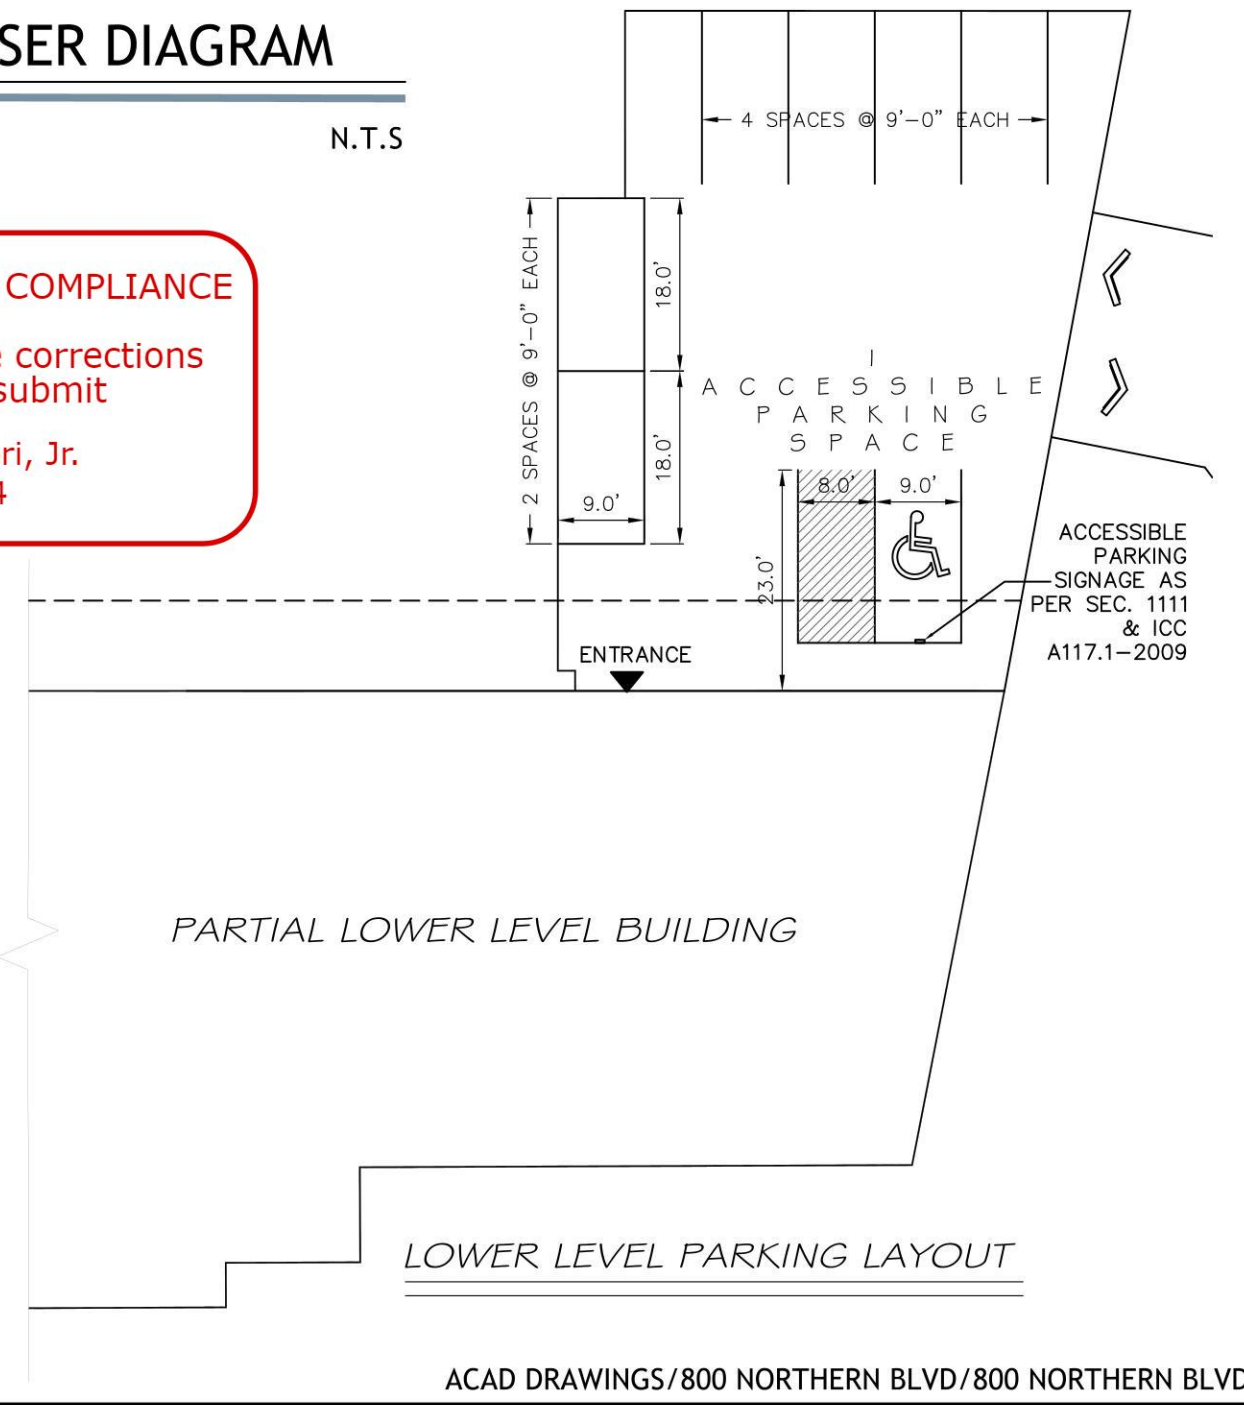 SER DIAGRAM
N.T.S
COMPLIANCE
corrections
submit
ri, Jr.
4
4 SPACES @ 9'-0" EACH
2 SPACES @ 9'-0" EACH
18.0'
18.0'
9.0'
1
ACCESSIBLE
PARKING
SPACE
8.0'
9.0'
23.0'
ACCESSIBLE
PARKING
SIGNAGE AS
PER SEC. 1111
& ICC
A117.1-2009
ENTRANCE
PARTIAL LOWER LEVEL BUILDING
LOWER LEVEL PARKING LAYOUT
ACAD DRAWINGS/800 NORTHERN BLVD/800 NORTHERN BLVD